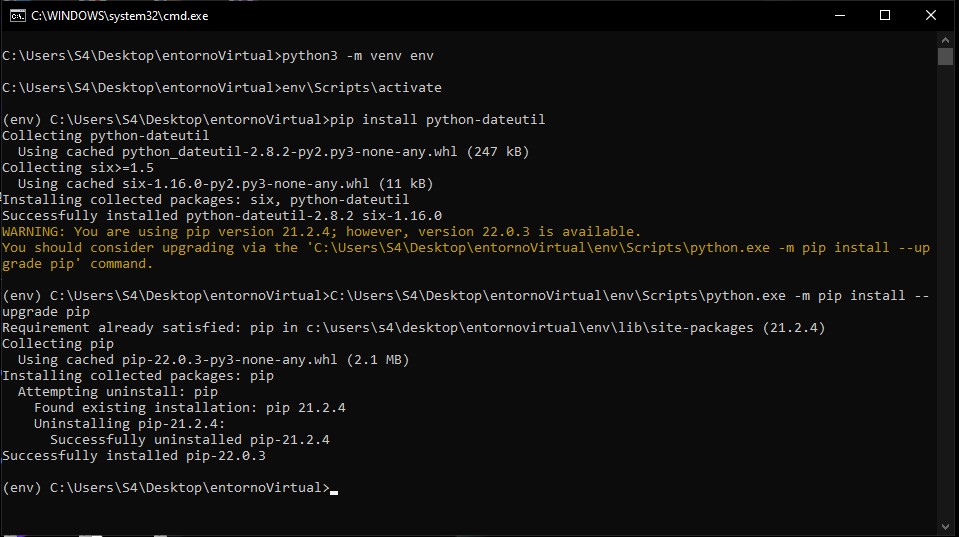 C:\WINDOWS\system32\cmd.exe
C:\Users\S4\Desktop\entornoVirtual>python3 -m venv env
C:\Users\S4\Desktop\entornoVirtual>env\Scripts\activate
(env) C:\Users\S4\Desktop\entornoVirtual>pip install python-dateutil
Collecting python-dateutil
  Using cached python_dateutil-2.8.2-py2.py3-none-any.whl (247 kB)
Collecting six>=1.5
  Using cached six-1.16.0-py2.py3-none-any.whl (11 kB)
Installing collected packages: six, python-dateutil
Successfully installed python-dateutil-2.8.2 six-1.16.0
WARNING: You are using pip version 21.2.4; however, version 22.0.3 is available.
You should consider upgrading via the 'C:\Users\S4\Desktop\entornoVirtual\env\Scripts\python.exe -m pip install --up
grade pip' command.
(env) C:\Users\S4\Desktop\entornoVirtual>C:\Users\S4\Desktop\entornoVirtual\env\Scripts\python.exe -m pip install --
upgrade pip
Requirement already satisfied: pip in c:\users\s4\desktop\entornovirtual\env\lib\site-packages (21.2.4)
Collecting pip
  Using cached pip-22.0.3-py3-none-any.whl (2.1 MB)
Installing collected packages: pip
  Attempting uninstall: pip
    Found existing installation: pip 21.2.4
    Uninstalling pip-21.2.4:
      Successfully uninstalled pip-21.2.4
Successfully installed pip-22.0.3
(env) C:\Users\S4\Desktop\entornoVirtual>